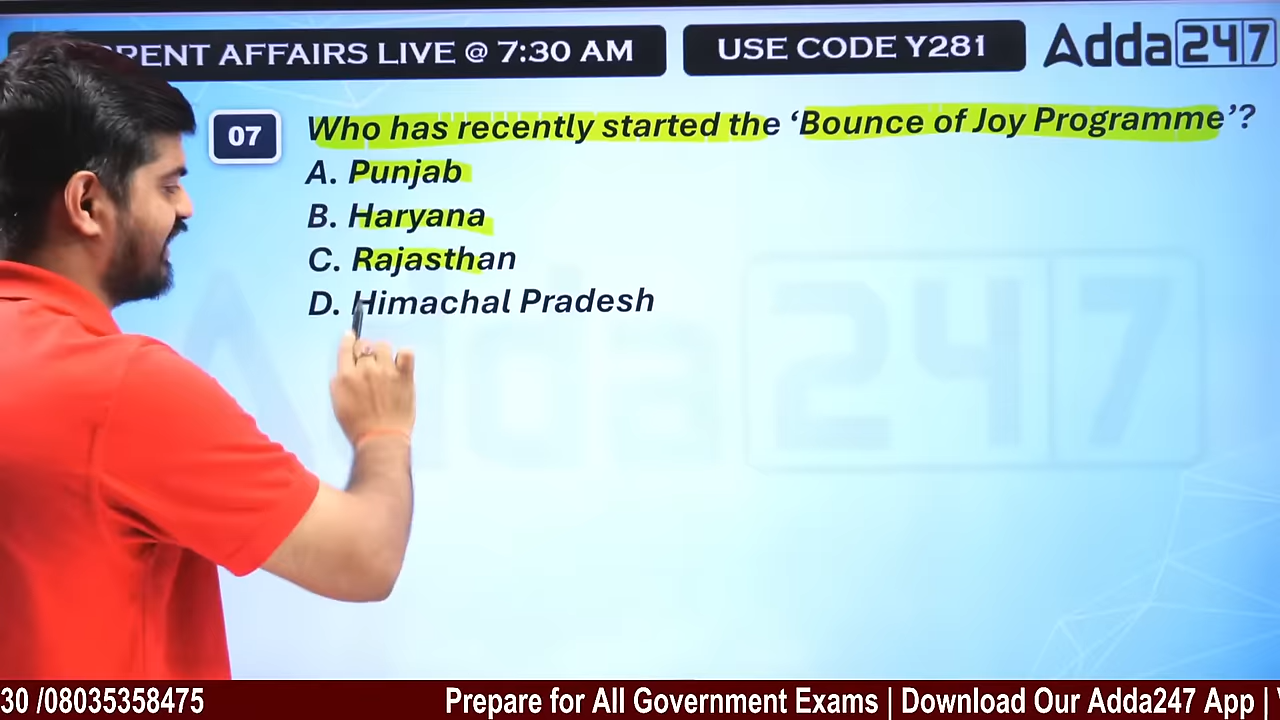 RENT AFFAIRS LIVE @ 7:30 AM
USE CODE Y281
Adda247
07
Who has recently started the ‘Bounce of Joy Programme’?
A. Punjab
B. Haryana
C. Rajasthan
D. Himachal Pradesh
Adda247
30 /08035358475 Prepare for All Government Exams | Download Our Adda247 App |